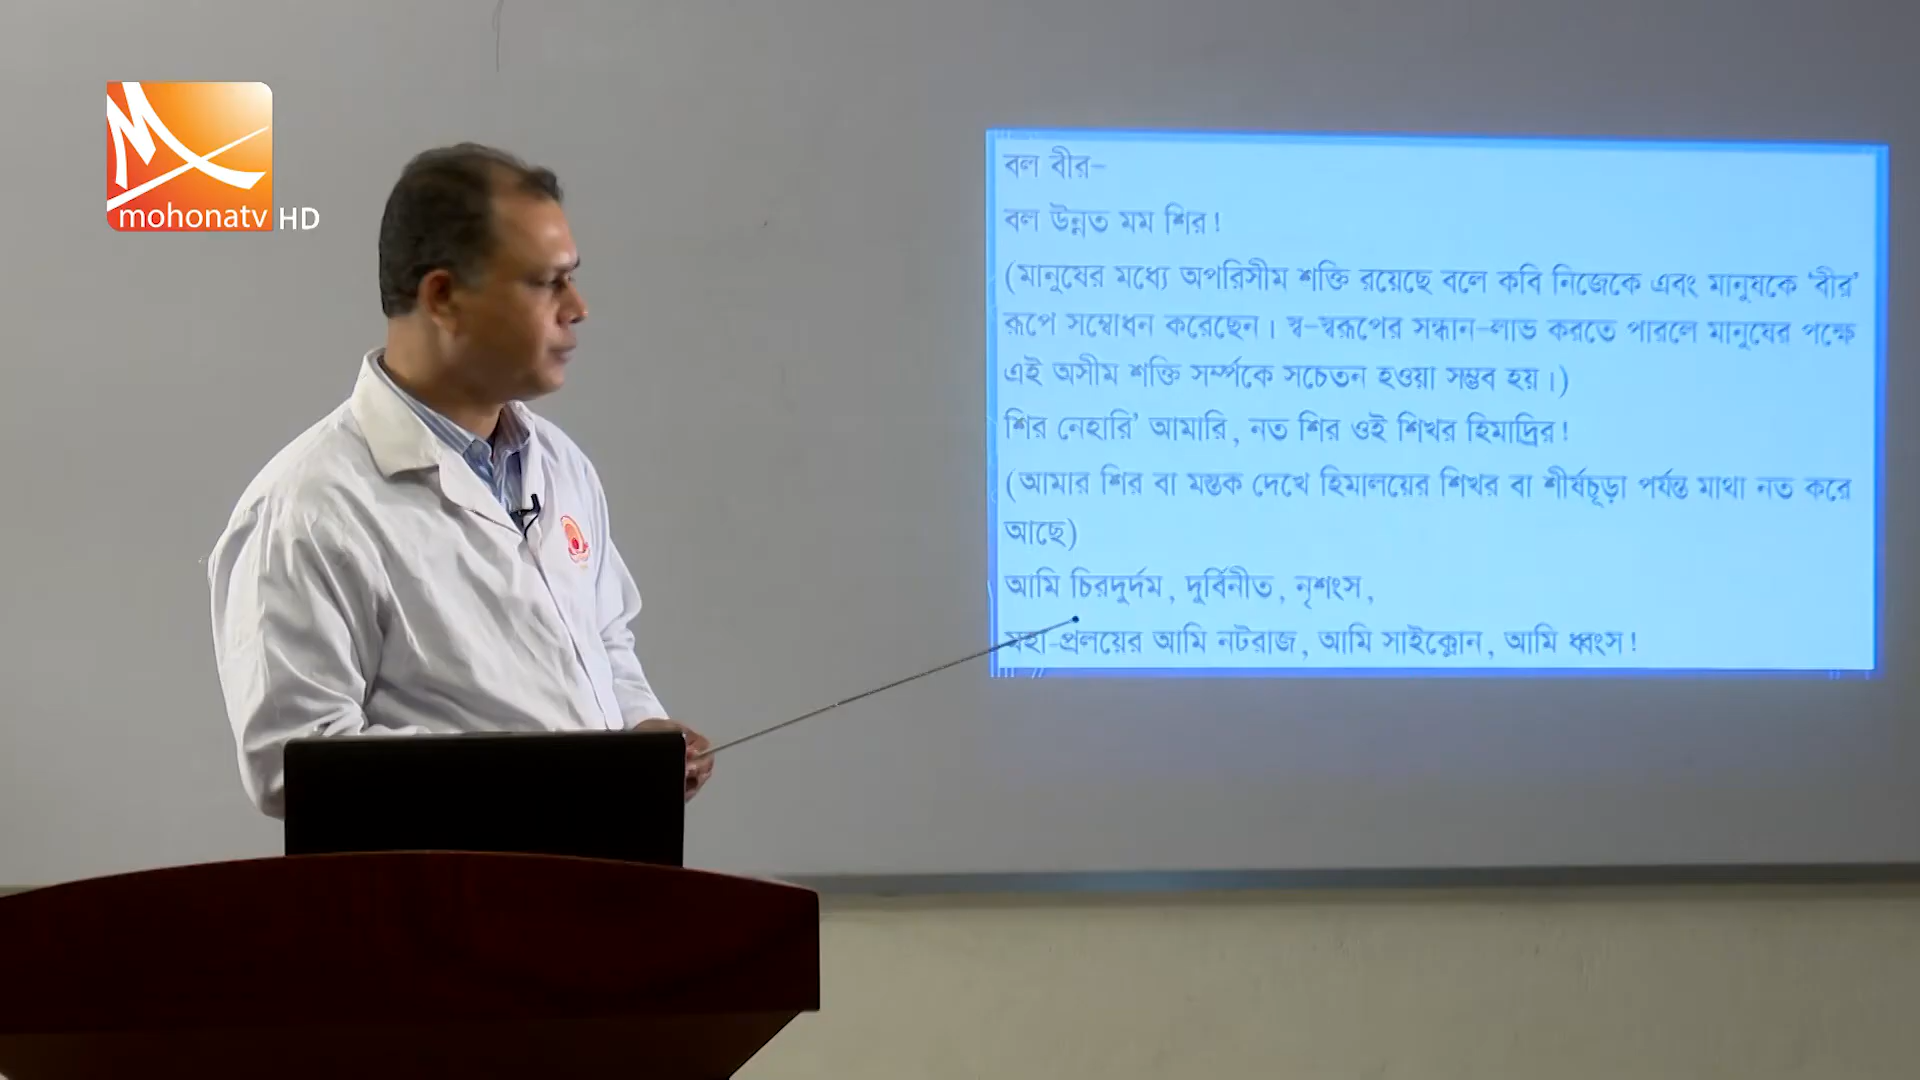 mohonatv HD
বল বীর-
বল উন্নত মম শির!
(মানুষের মধ্যে অপরিসীম শক্তি রয়েছে বলে কবি নিজেকে এবং মানুষকে ‘বীর’
রূপে সম্বোধন করেছেন। স্ব-স্বরূপের সন্ধান-লাভ করতে পারলে মানুষের পক্ষে
এই অসীম শক্তি সর্ম্পকে সচেতন হওয়া সম্ভব হয়।)
শির নেহারি’ আমারি, নত শির ওই শিখর হিমাদ্রির!
(আমার শির বা মস্তক দেখে হিমালয়ের শিখর বা শীর্ষচূড়া পর্যন্ত মাথা নত করে
আছে)
আমি চিরদুর্দম, দুর্বিনীত, নৃশংস,
মহা-প্রলয়ের আমি নটরাজ, আমি সাইক্লোন, আমি ধ্বংস!